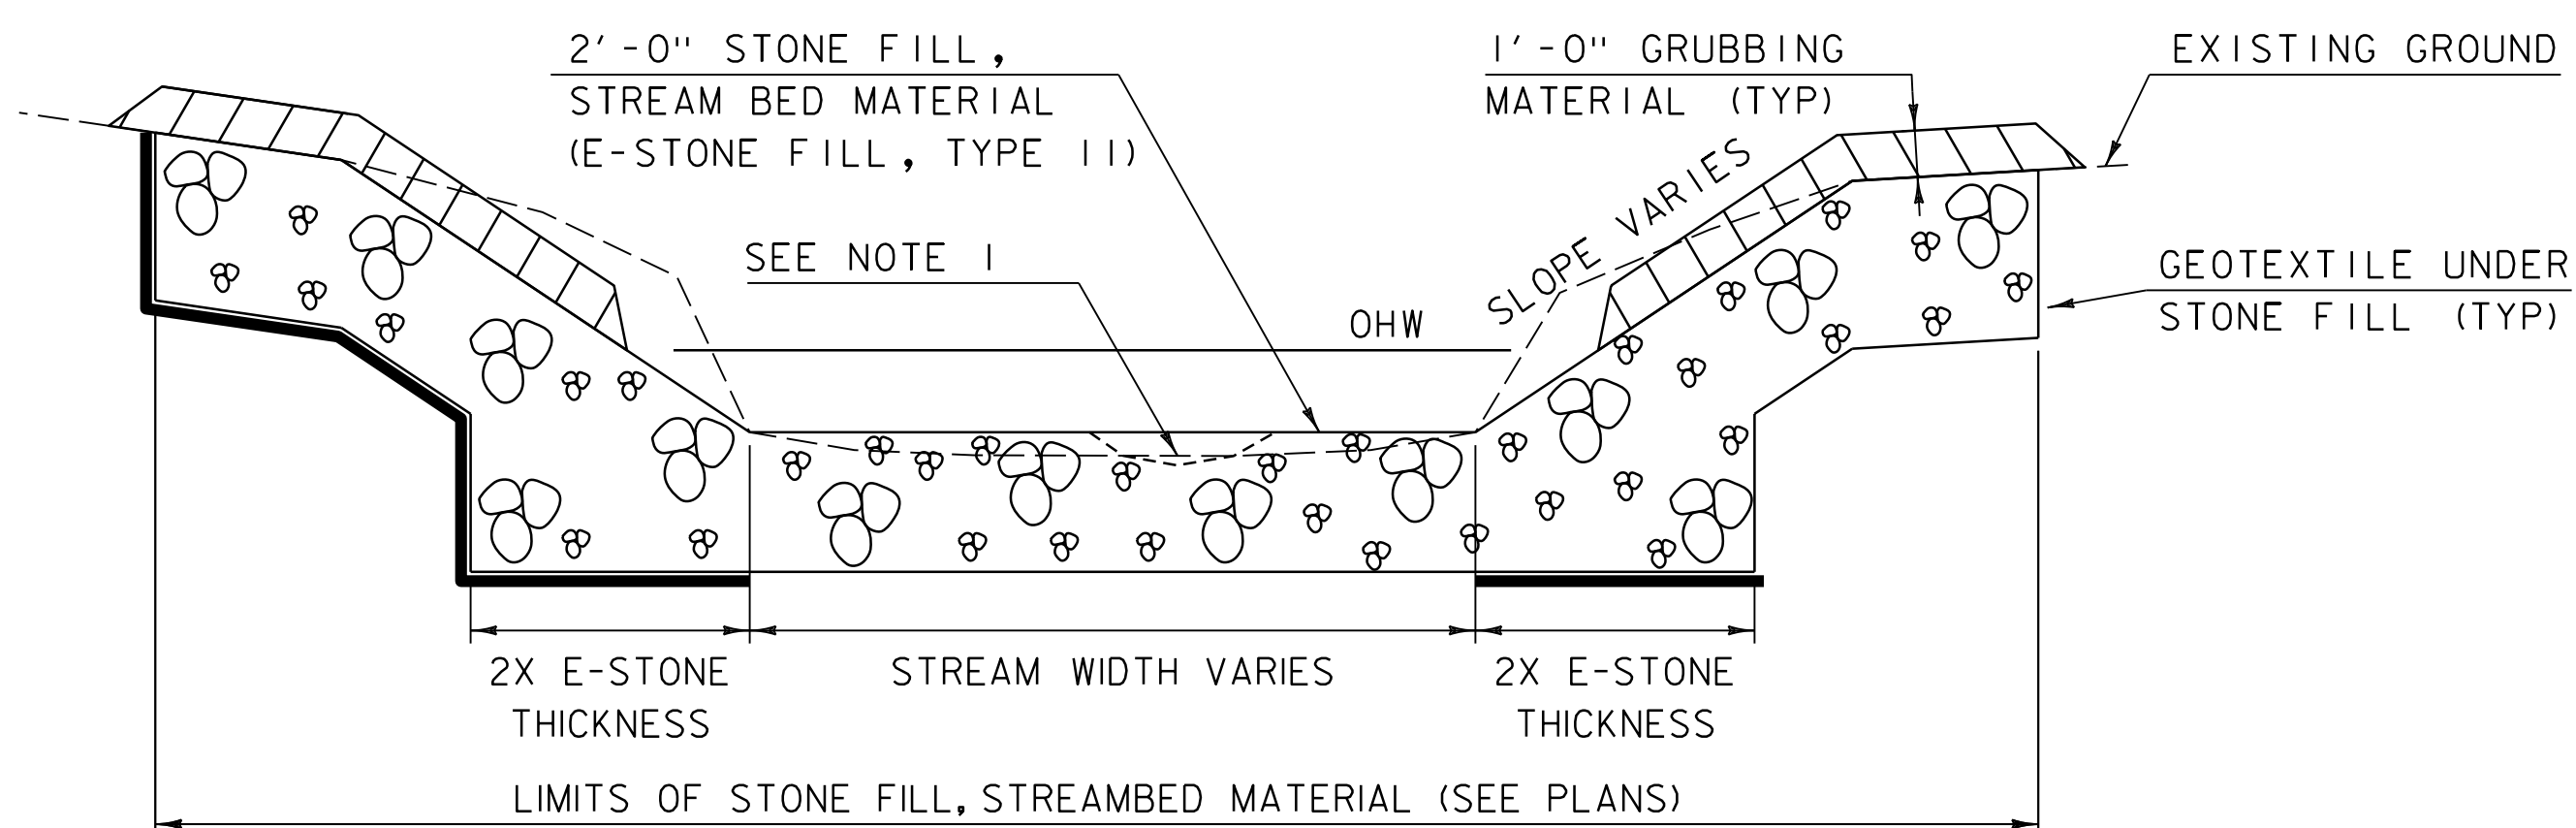 2'-0" STONE FILL,
STREAM BED MATERIAL
(E-STONE FILL, TYPE II)
1'-0" GRUBBING
MATERIAL (TYP)
EXISTING GROUND
SLOPE VARIES
SEE NOTE 1
OHW
GEOTEXTILE UNDER
STONE FILL (TYP)
2X E-STONE
THICKNESS
STREAM WIDTH VARIES
2X E-STONE
THICKNESS
LIMITS OF STONE FILL, STREAMBED MATERIAL (SEE PLANS)